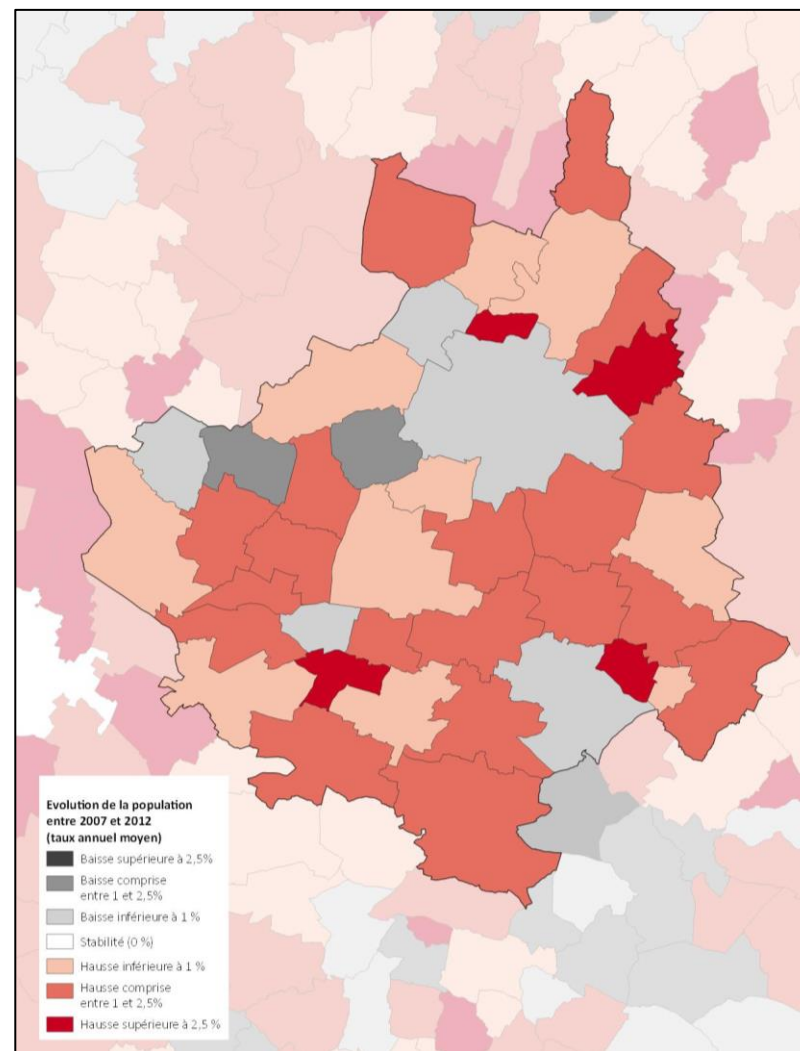 Evolution de la population
entre 2007 et 2012
(taux annuel moyen)
Baisse supérieure à 2,5%
Baisse comprise
entre 1 et 2,5%
Baisse inférieure à 1 %
Stabilité (0 %)
Hausse inférieure à 1 %
Hausse comprise
entre 1 et 2,5%
Hausse supérieure à 2,5 %